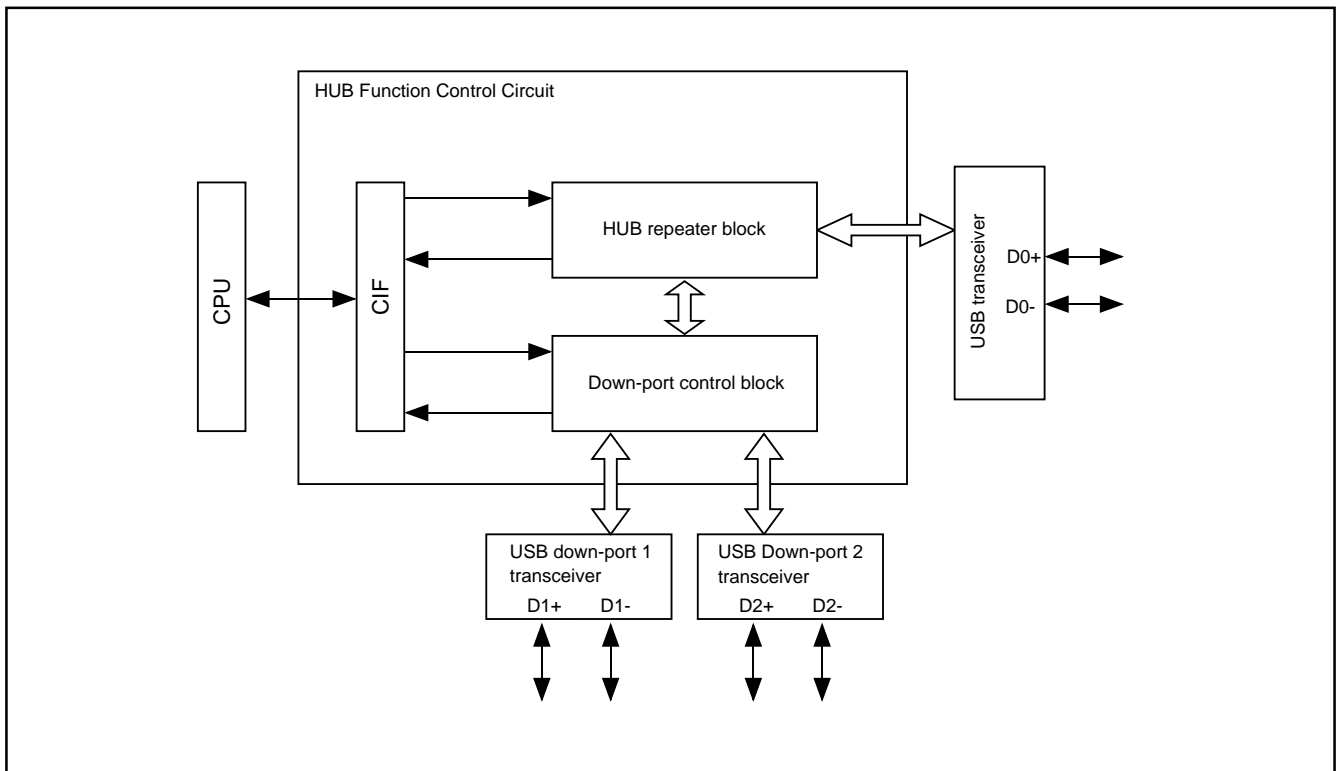 HUB Function Control Circuit
CPU
CIF
HUB repeater block
Down-port control block
USB transceiver
D0+
D0-
USB down-port 1
transceiver
D1+ D1-
USB Down-port 2
transceiver
D2+ D2-